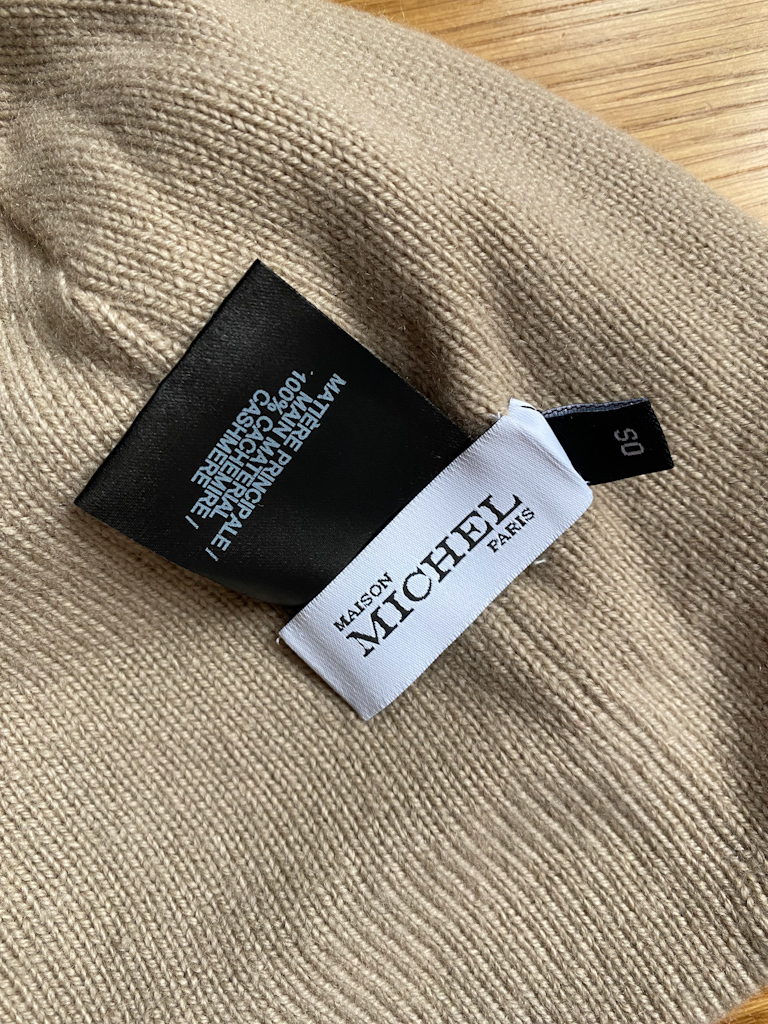 MAISON
MICHEL
PARIS
OS
MATIÈRE PRINCIPALE /
MAIN MATERIAL
100% CACHEMIRE /
CASHMERE